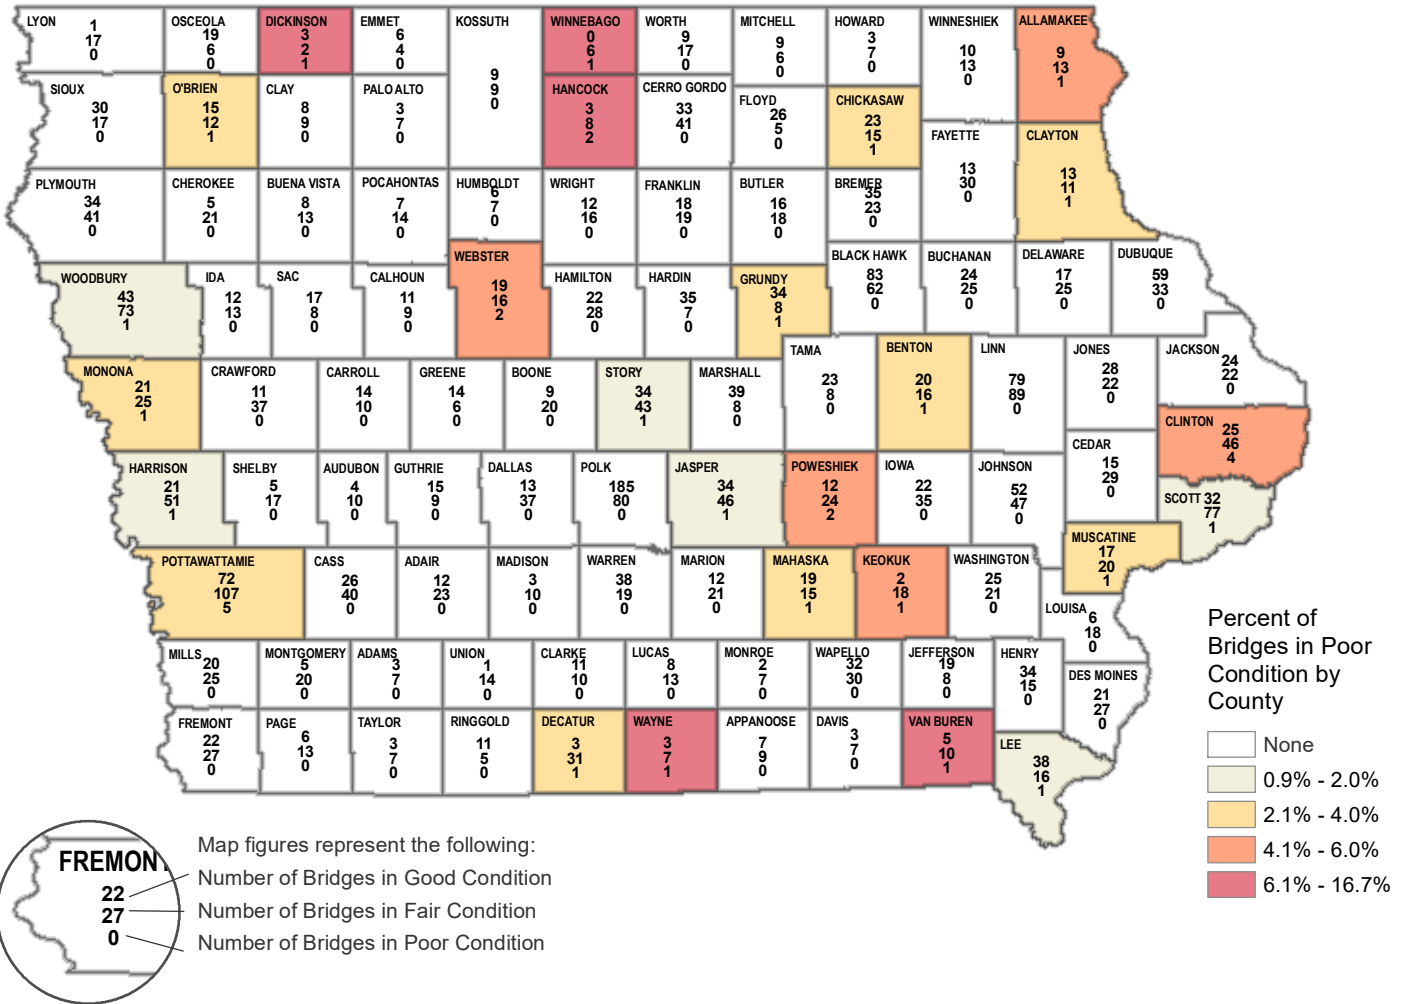 LYON
1
17
0
OSCEOLA
19
6
0
DICKINSON
3
2
1
EMMET
6
4
0
KOSSUTH
9
9
0
WINNEBAGO
0
6
1
WORTH
9
17
0
MITCHELL
9
6
0
HOWARD
3
7
0
WINNESHIEK
10
13
0
ALLAMAKEE
9
13
1
SIOUX
30
17
0
O'BRIEN
15
12
1
CLAY
8
9
0
PALO ALTO
3
7
0
HANCOCK
3
8
2
CERRO GORDO
33
41
0
FLOYD
26
5
0
CHICKASAW
23
15
1
FAYETTE
13
30
0
CLAYTON
13
11
1
PLYMOUTH
34
41
0
CHEROKEE
5
21
0
BUENA VISTA
8
13
0
POCAHONTAS
7
14
0
HUMBOLDT
6
7
0
WRIGHT
12
16
0
FRANKLIN
18
19
0
BUTLER
16
18
0
BREMER
35
23
0
WOODBURY
43
73
1
IDA
12
13
0
SAC
17
8
0
CALHOUN
11
9
0
WEBSTER
19
16
2
HAMILTON
22
28
0
HARDIN
35
7
0
GRUNDY
34
8
1
BLACK HAWK
83
62
0
BUCHANAN
24
25
0
DELAWARE
17
25
0
DUBUQUE
59
33
0
MONONA
21
25
1
CRAWFORD
11
37
0
CARROLL
14
10
0
GREENE
14
6
0
BOONE
9
20
0
STORY
34
43
1
MARSHALL
39
8
0
TAMA
23
8
0
BENTON
20
16
1
LINN
79
89
0
JONES
28
22
0
JACKSON
24
22
0
CLINTON
25
46
4
CEDAR
15
29
0
HARRISON
21
51
1
SHELBY
5
17
0
AUDUBON
4
10
0
GUTHRIE
15
9
0
DALLAS
13
37
0
POLK
185
80
0
JASPER
34
46
1
POWESHIEK
12
24
2
IOWA
22
35
0
JOHNSON
52
47
0
SCOTT 32
77
1
MUSCATINE
17
20
1
POTTAWATTAMIE
72
107
5
CASS
26
40
0
ADAIR
12
23
0
MADISON
3
10
0
WARREN
38
19
0
MARION
12
21
0
MAHASKA
19
15
1
KEOKUK
2
18
1
WASHINGTON
25
21
0
LOUISA
6
18
0
MILLS
20
25
0
MONTGOMERY
5
20
0
ADAMS
3
7
0
UNION
1
14
0
CLARKE
11
10
0
LUCAS
8
13
0
MONROE
2
7
0
WAPELLO
32
30
0
JEFFERSON
19
8
0
HENRY
34
15
0
DES MOINES
21
27
0
FREMONT
22
27
0
PAGE
6
13
0
TAYLOR
3
7
0
RINGGOLD
11
5
0
DECATUR
3
31
1
WAYNE
3
7
1
APPANOOSE
7
9
0
DAVIS
3
7
0
VAN BUREN
5
10
1
LEE
38
16
1
Percent of
Bridges in Poor
Condition by
County
None
0.9% - 2.0%
2.1% - 4.0%
4.1% - 6.0%
6.1% - 16.7%
FREMONT
22
27
0
Map figures represent the following:
Number of Bridges in Good Condition
Number of Bridges in Fair Condition
Number of Bridges in Poor Condition